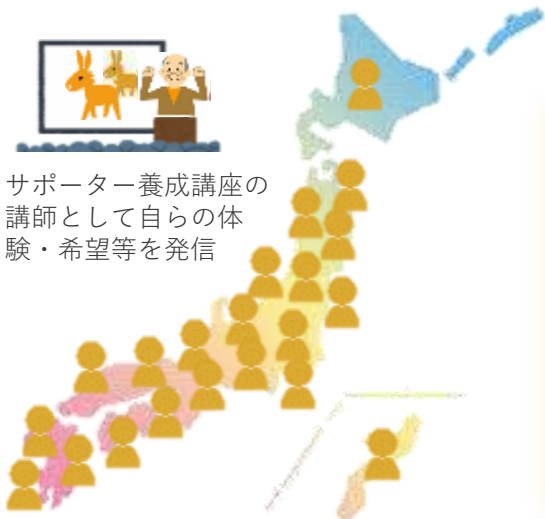 サポーター養成講座の
講師として自らの体
験・希望等を発信